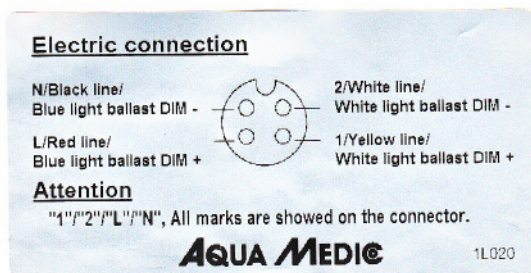 Electric connection
N/Black line/
Blue light ballast DIM -
2/White line/
White light ballast DIM -
L/Red line/
Blue light ballast DIM +
1/Yellow line/
White light ballast DIM +
Attention
"1"/"2"/"L"/"N", All marks are showed on the connector.
AQUA MEDIC
1L020